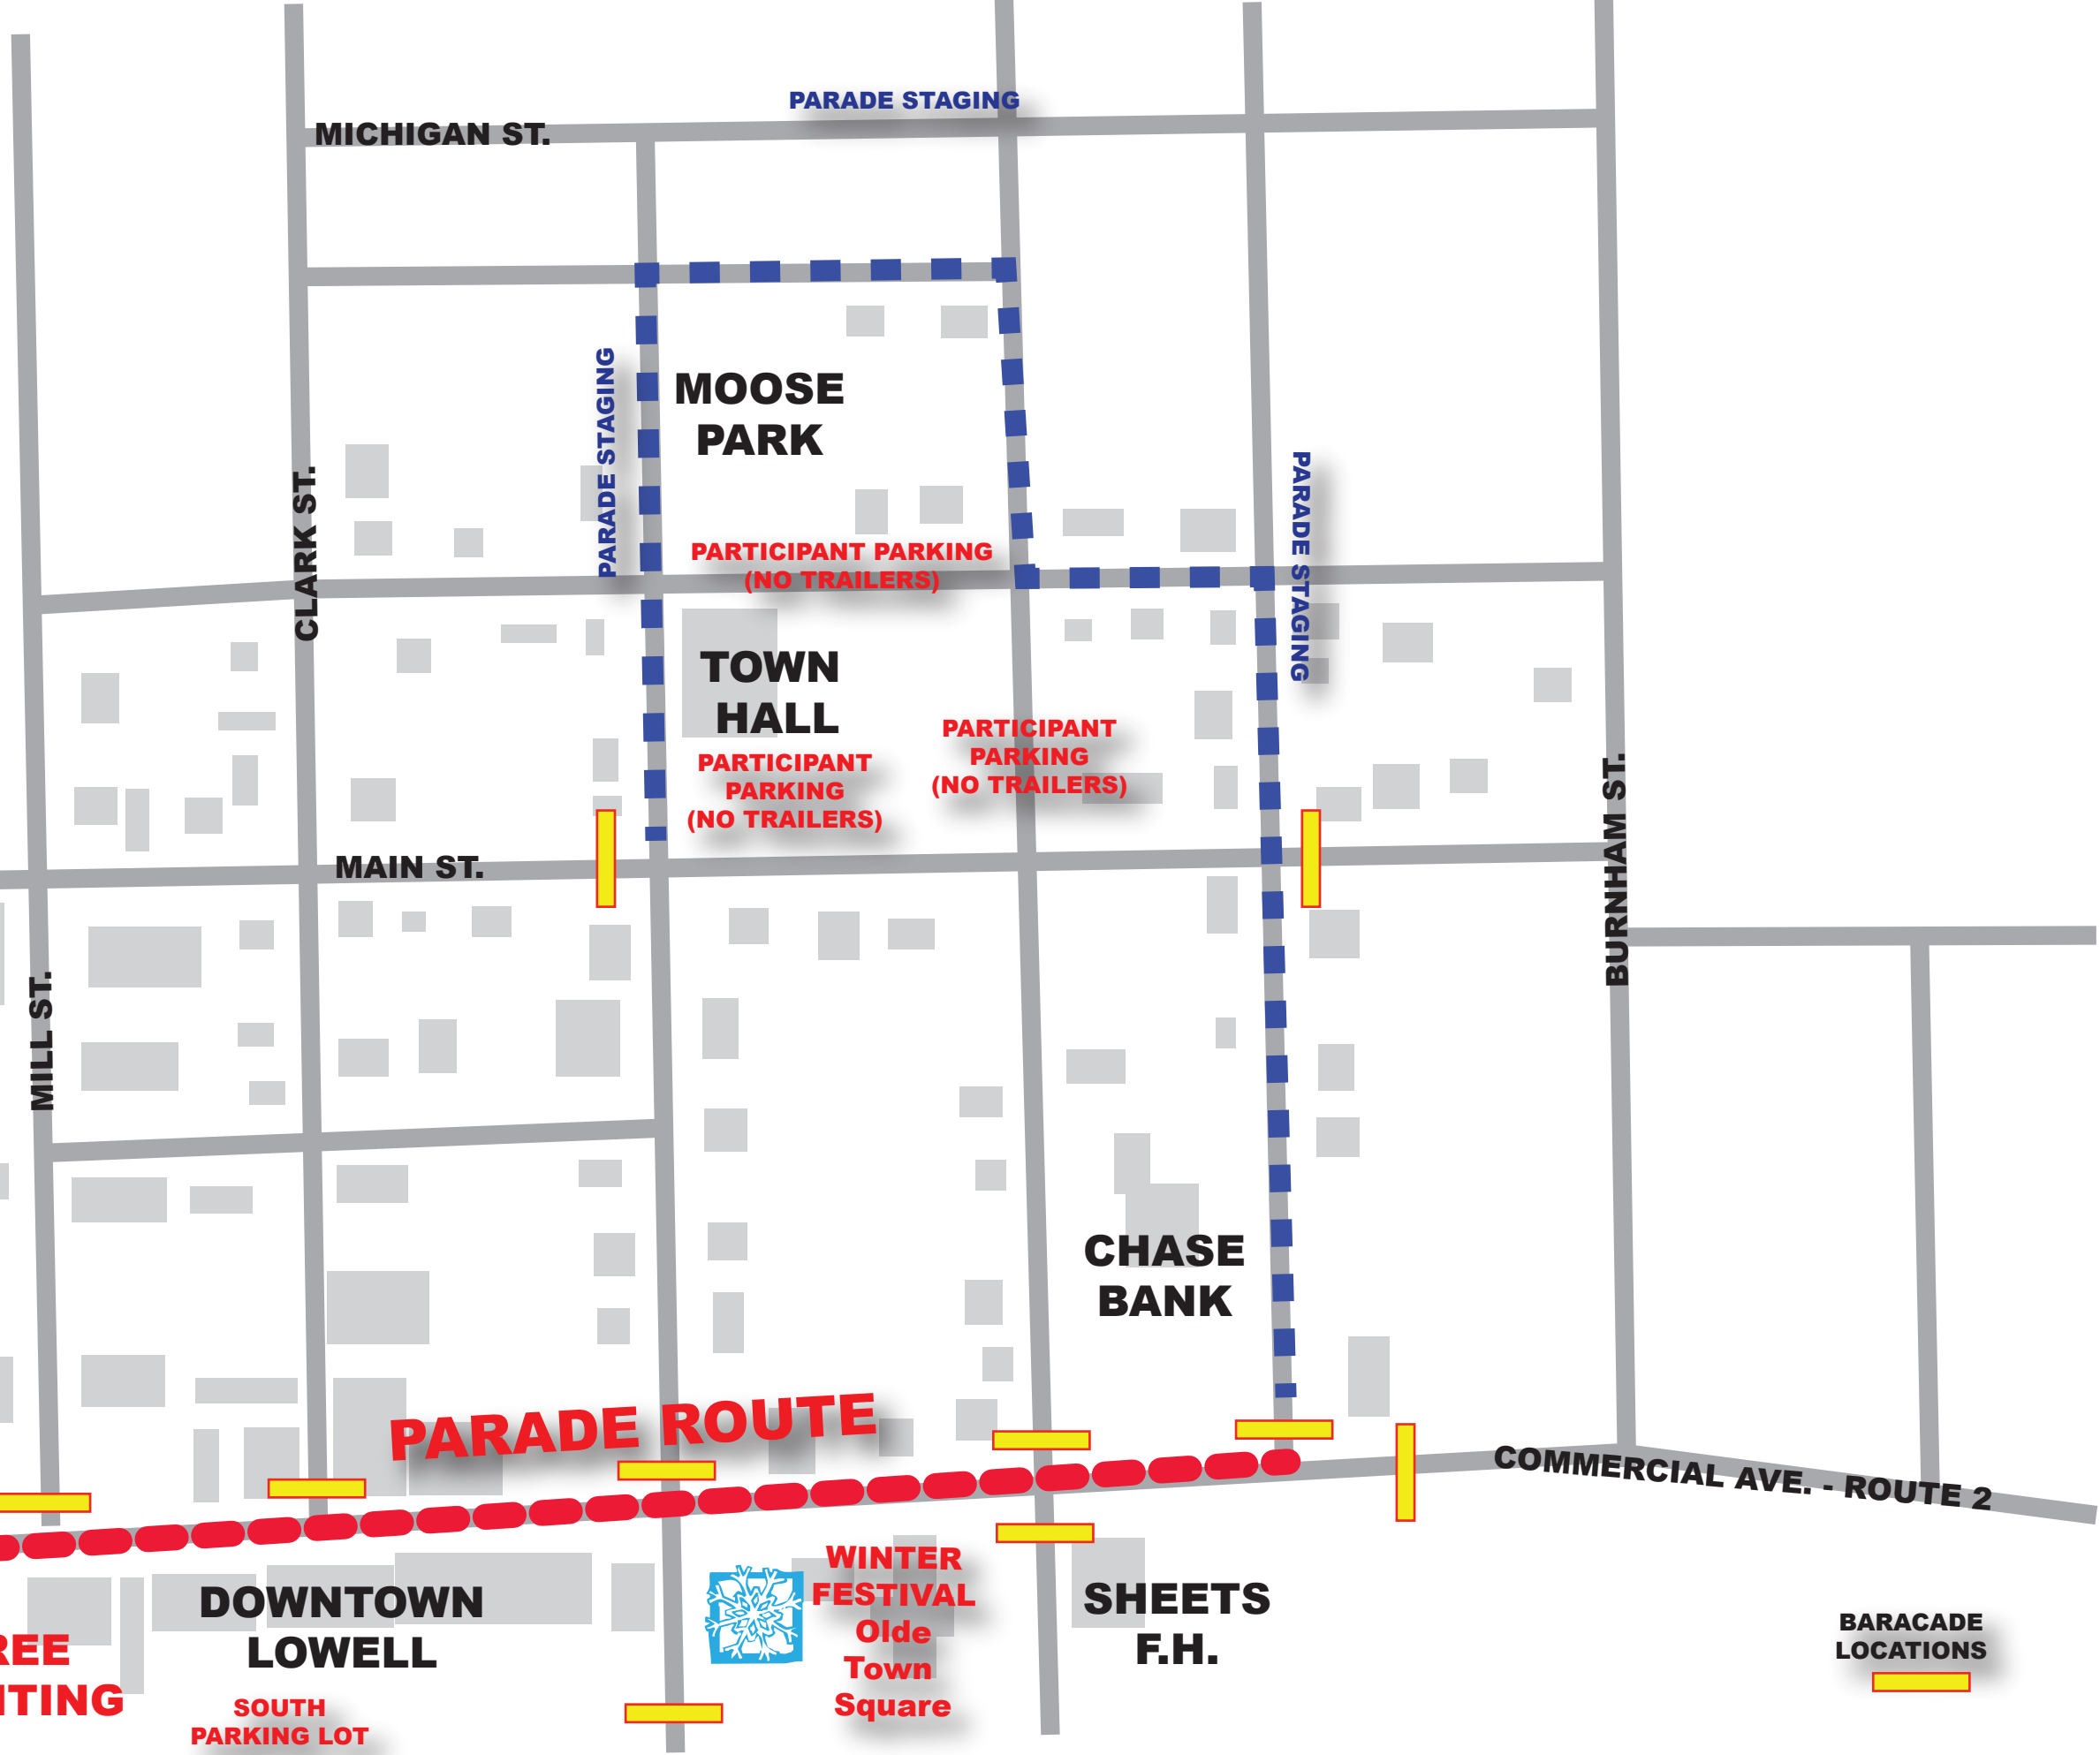 PARADE STAGING
MICHIGAN ST.
PARADE STAGING
MOOSE
PARK
PARADE STAGING
CLARK ST.
PARTICIPANT PARKING
(NO TRAILERS)
TOWN
HALL
PARTICIPANT
PARKING
(NO TRAILERS)
PARTICIPANT
PARKING
(NO TRAILERS)
MAIN ST.
BURNHAM ST.
MILL ST.
CHASE
BANK
PARADE ROUTE
COMMERCIAL AVE. - ROUTE 2
DOWNTOWN
LOWELL
WINTER
FESTIVAL
Olde
Town
Square
SHEETS
F.H.
BARACADE
LOCATIONS
REE
TING
SOUTH
PARKING LOT